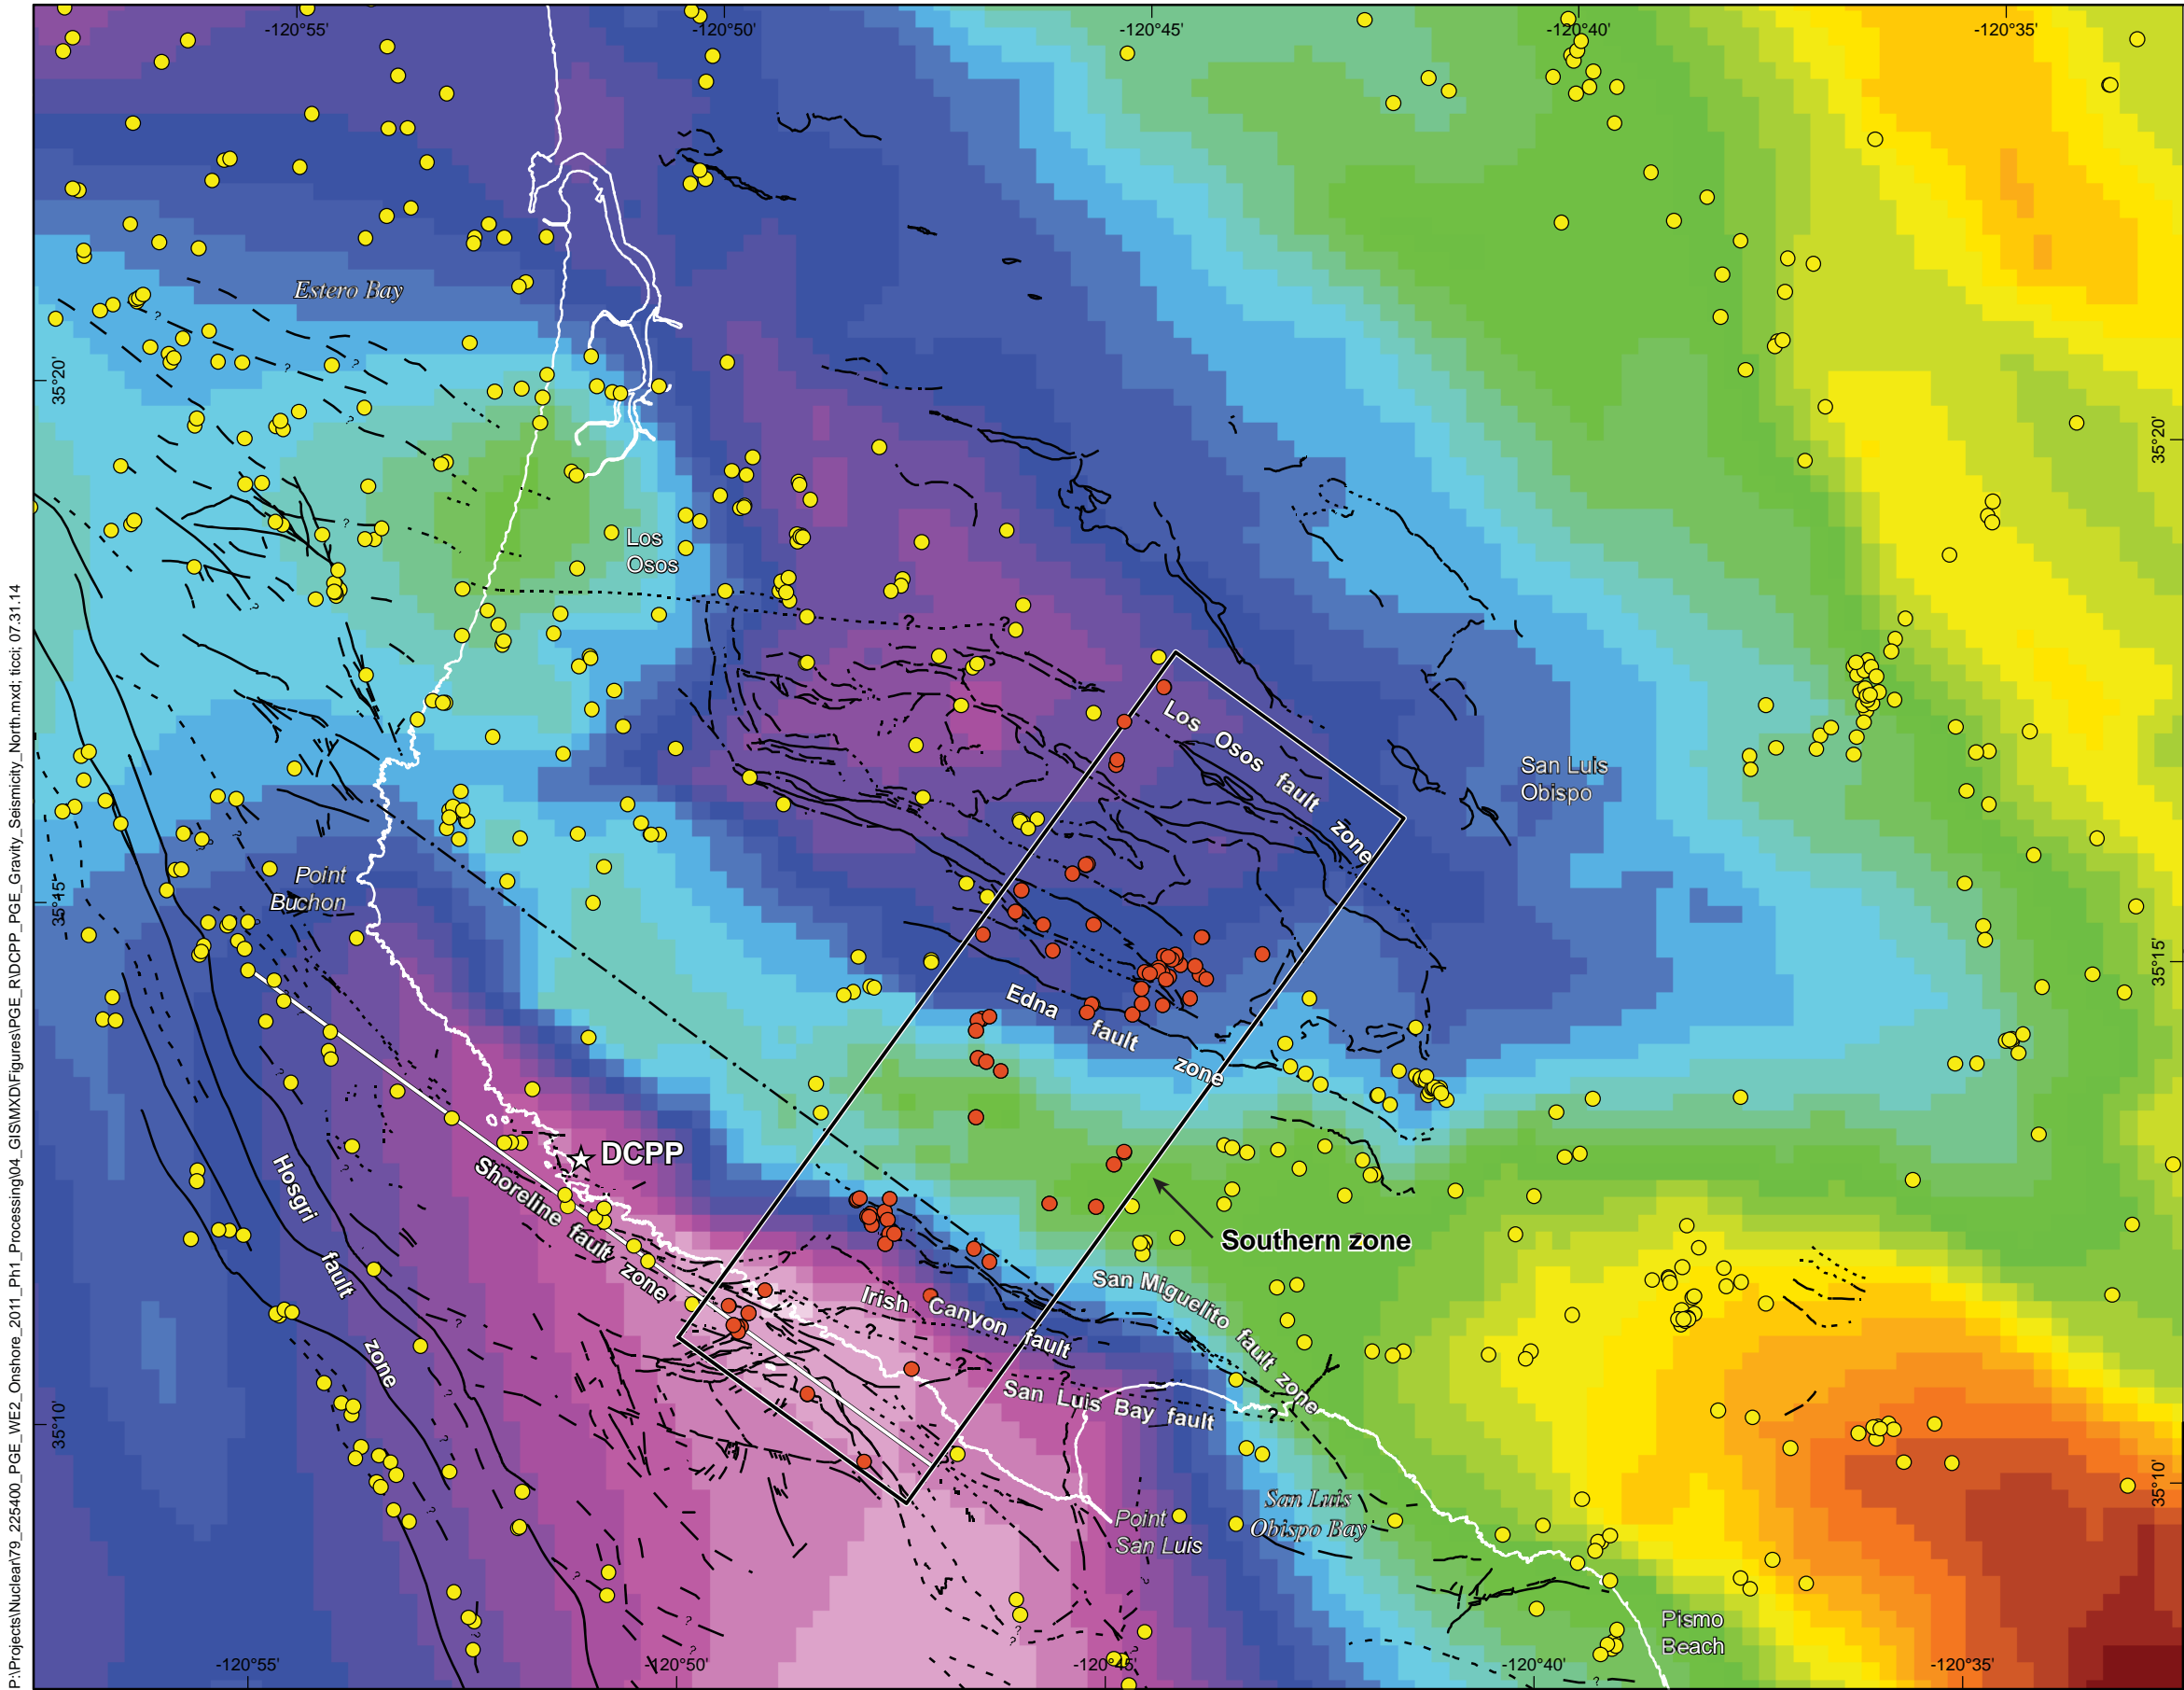 -120°55'
-120°50'
-120°45'
-120°40'
-120°35'
Estero Bay
35°20'
35°20'
Los
Osos
Los Osos fault zone
San Luis
Obispo
Point
Buchon
35°15'
35°15'
Edna fault zone
DCPP
Shoreline fault zone
Hosgri fault zone
Southern zone
San Miguelito fault zone
Irish Canyon fault
San Luis Bay fault
35°10'
35°10'
San Luis
Obispo Bay
Point
San Luis
Pismo
Beach
-120°55'
-120°50'
-120°45'
-120°40'
-120°35'
P:\Projects\Nuclear\79_225400_PGE_WE2_Onshore_2011_Ph1_Processing\04_GIS\MXD\Figures\PGE_R\DCPP_PGE_Gravity_Seismicity_North.mxd; ticci; 07.31.14